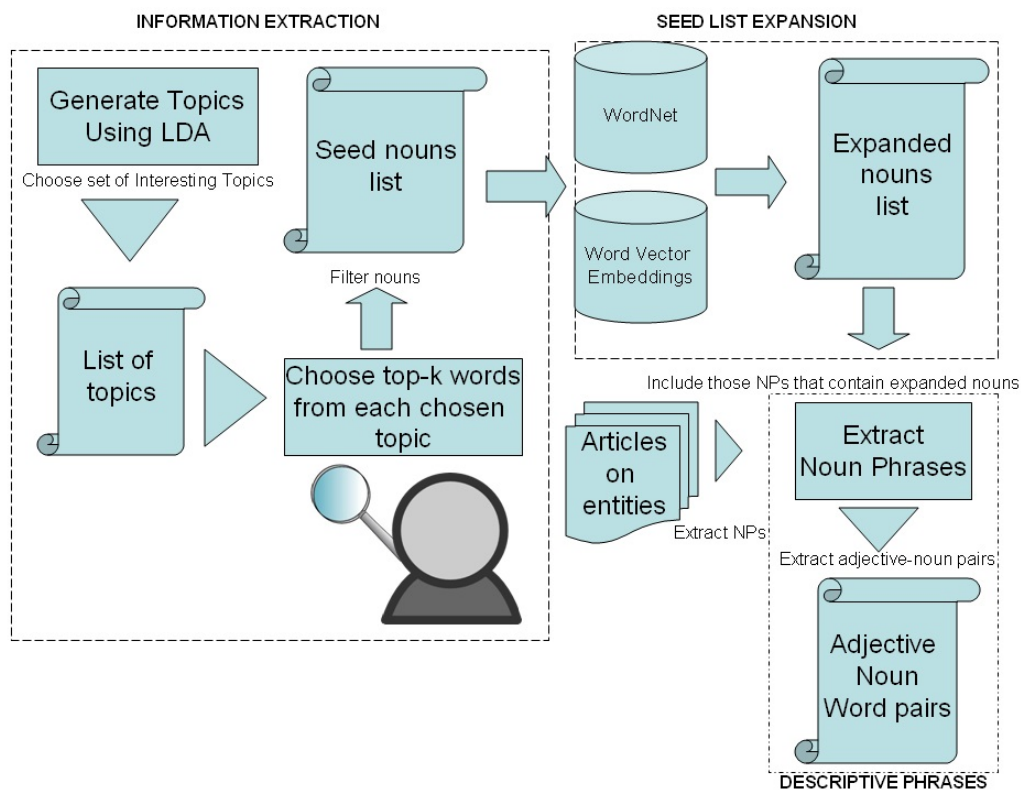 INFORMATION EXTRACTION
Generate Topics
Using LDA
Choose set of Interesting Topics
List of
topics
Choose top-k words
from each chosen
topic
Filter nouns
Seed nouns
list
SEED LIST EXPANSION
WordNet
Word Vector
Embeddings
Expanded
nouns
list
Include those NPs that contain expanded nouns
Articles
on
entities
Extract NPs
Extract
Noun Phrases
Extract adjective-noun pairs
Adjective
Noun
Word pairs
DESCRIPTIVE PHRASES